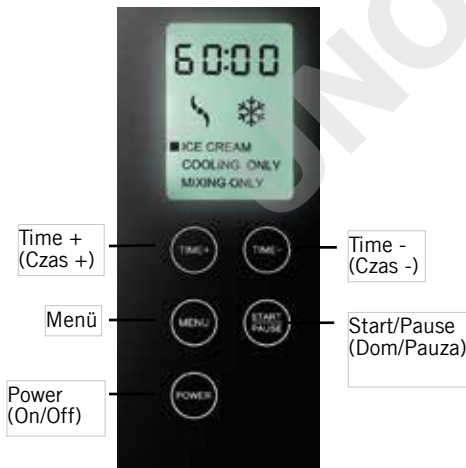 UNO
60:00
ICE CREAM
COOLING ONLY
MIXING ONLY
Time +
(Czas +)
TIME+
TIME-
Time -
(Czas -)
Menü
MENU
START
PAUSE
Start/Pause
(Dom/Pauza)
Power
(On/Off)
POWER